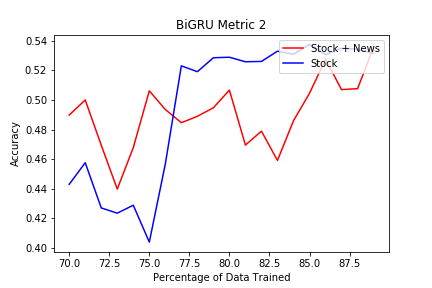 BiGRU Metric 2
0.54
0.52
0.50
0.48
0.46
0.44
0.42
0.40
Accuracy
Stock + News
Stock
70.0 72.5 75.0 77.5 80.0 82.5 85.0 87.5
Percentage of Data Trained